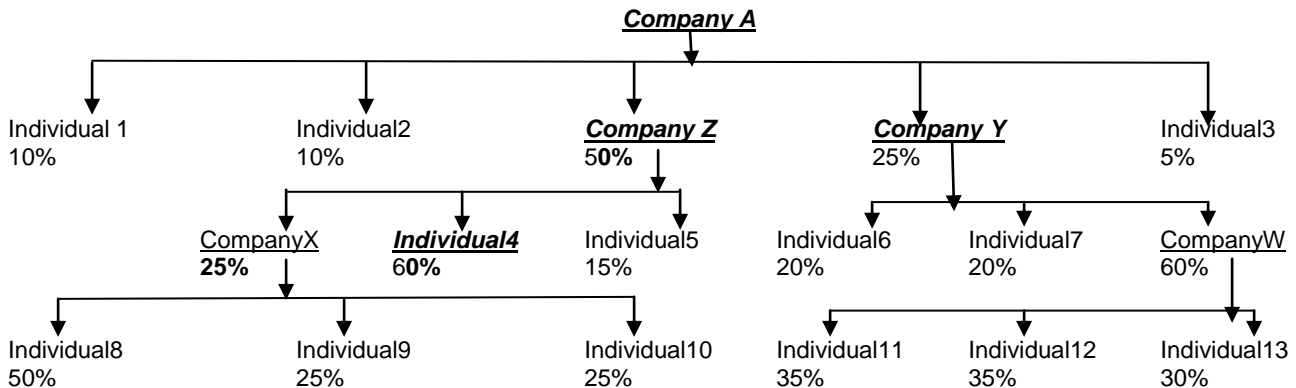 Company A
Individual 1 Individual2 Company Z Company Y Individual3
10% 10% 50% 25% 5%
CompanyX Individual4 Individual5 Individual6 Individual7 CompanyW
25% 60% 15% 20% 20% 60%
Individual8 Individual9 Individual10 Individual11 Individual12 Individual13
50% 25% 25% 35% 35% 30%